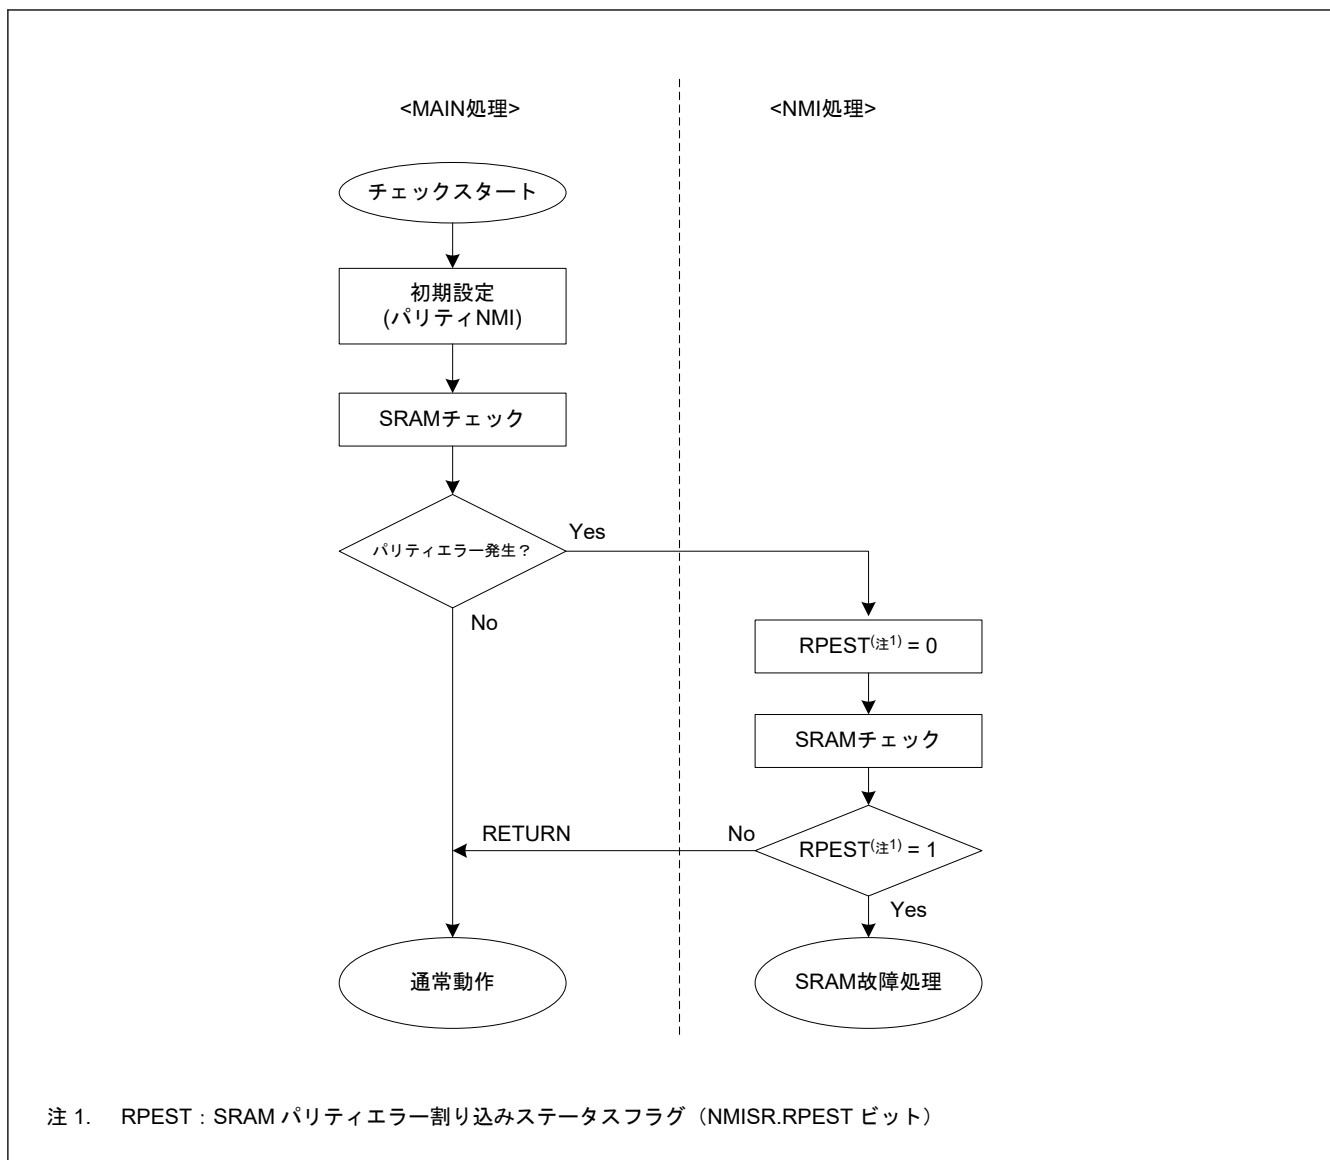 <MAIN処理>
<NMI処理>
チェックスタート
初期設定
(パリティNMI)
SRAMチェック
パリティエラー発生？
Yes
No
RPEST(注1) = 0
SRAMチェック
RPEST(注1) = 1
No
RETURN
Yes
通常動作
SRAM故障処理
注 1. RPEST：SRAM パリティエラー割り込みステータスフラグ（NMISR.RPEST ビット）